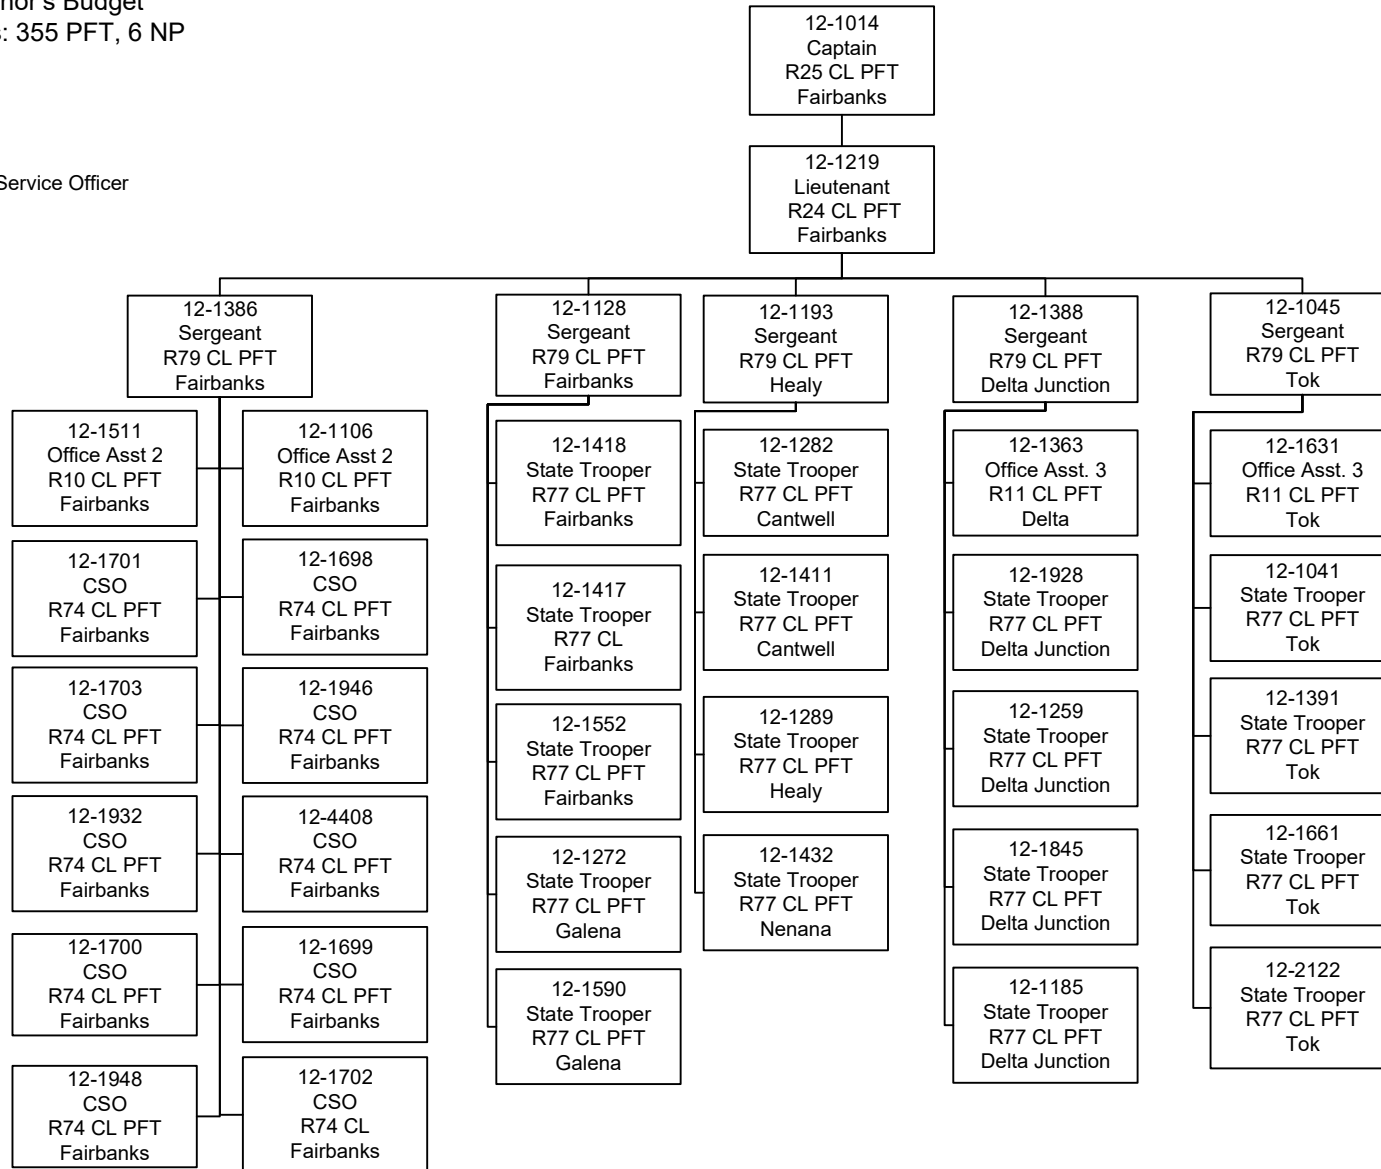 nor's Budget
s: 355 PFT, 6 NP
Service Officer
12-1014
Captain
R25 CL PFT
Fairbanks
12-1219
Lieutenant
R24 CL PFT
Fairbanks
12-1386
Sergeant
R79 CL PFT
Fairbanks
12-1128
Sergeant
R79 CL PFT
Fairbanks
12-1193
Sergeant
R79 CL PFT
Healy
12-1388
Sergeant
R79 CL PFT
Delta Junction
12-1045
Sergeant
R79 CL PFT
Tok
12-1511
Office Asst 2
R10 CL PFT
Fairbanks
12-1106
Office Asst 2
R10 CL PFT
Fairbanks
12-1701
CSO
R74 CL PFT
Fairbanks
12-1698
CSO
R74 CL PFT
Fairbanks
12-1703
CSO
R74 CL PFT
Fairbanks
12-1946
CSO
R74 CL PFT
Fairbanks
12-1932
CSO
R74 CL PFT
Fairbanks
12-4408
CSO
R74 CL PFT
Fairbanks
12-1700
CSO
R74 CL PFT
Fairbanks
12-1699
CSO
R74 CL PFT
Fairbanks
12-1948
CSO
R74 CL PFT
Fairbanks
12-1702
CSO
R74 CL
Fairbanks
12-1418
State Trooper
R77 CL PFT
Fairbanks
12-1417
State Trooper
R77 CL
Fairbanks
12-1552
State Trooper
R77 CL PFT
Fairbanks
12-1272
State Trooper
R77 CL PFT
Galena
12-1590
State Trooper
R77 CL PFT
Galena
12-1282
State Trooper
R77 CL PFT
Cantwell
12-1411
State Trooper
R77 CL PFT
Cantwell
12-1289
State Trooper
R77 CL PFT
Healy
12-1432
State Trooper
R77 CL PFT
Nenana
12-1363
Office Asst. 3
R11 CL PFT
Delta
12-1928
State Trooper
R77 CL PFT
Delta Junction
12-1259
State Trooper
R77 CL PFT
Delta Junction
12-1845
State Trooper
R77 CL PFT
Delta Junction
12-1185
State Trooper
R77 CL PFT
Delta Junction
12-1631
Office Asst. 3
R11 CL PFT
Tok
12-1041
State Trooper
R77 CL PFT
Tok
12-1391
State Trooper
R77 CL PFT
Tok
12-1661
State Trooper
R77 CL PFT
Tok
12-2122
State Trooper
R77 CL PFT
Tok